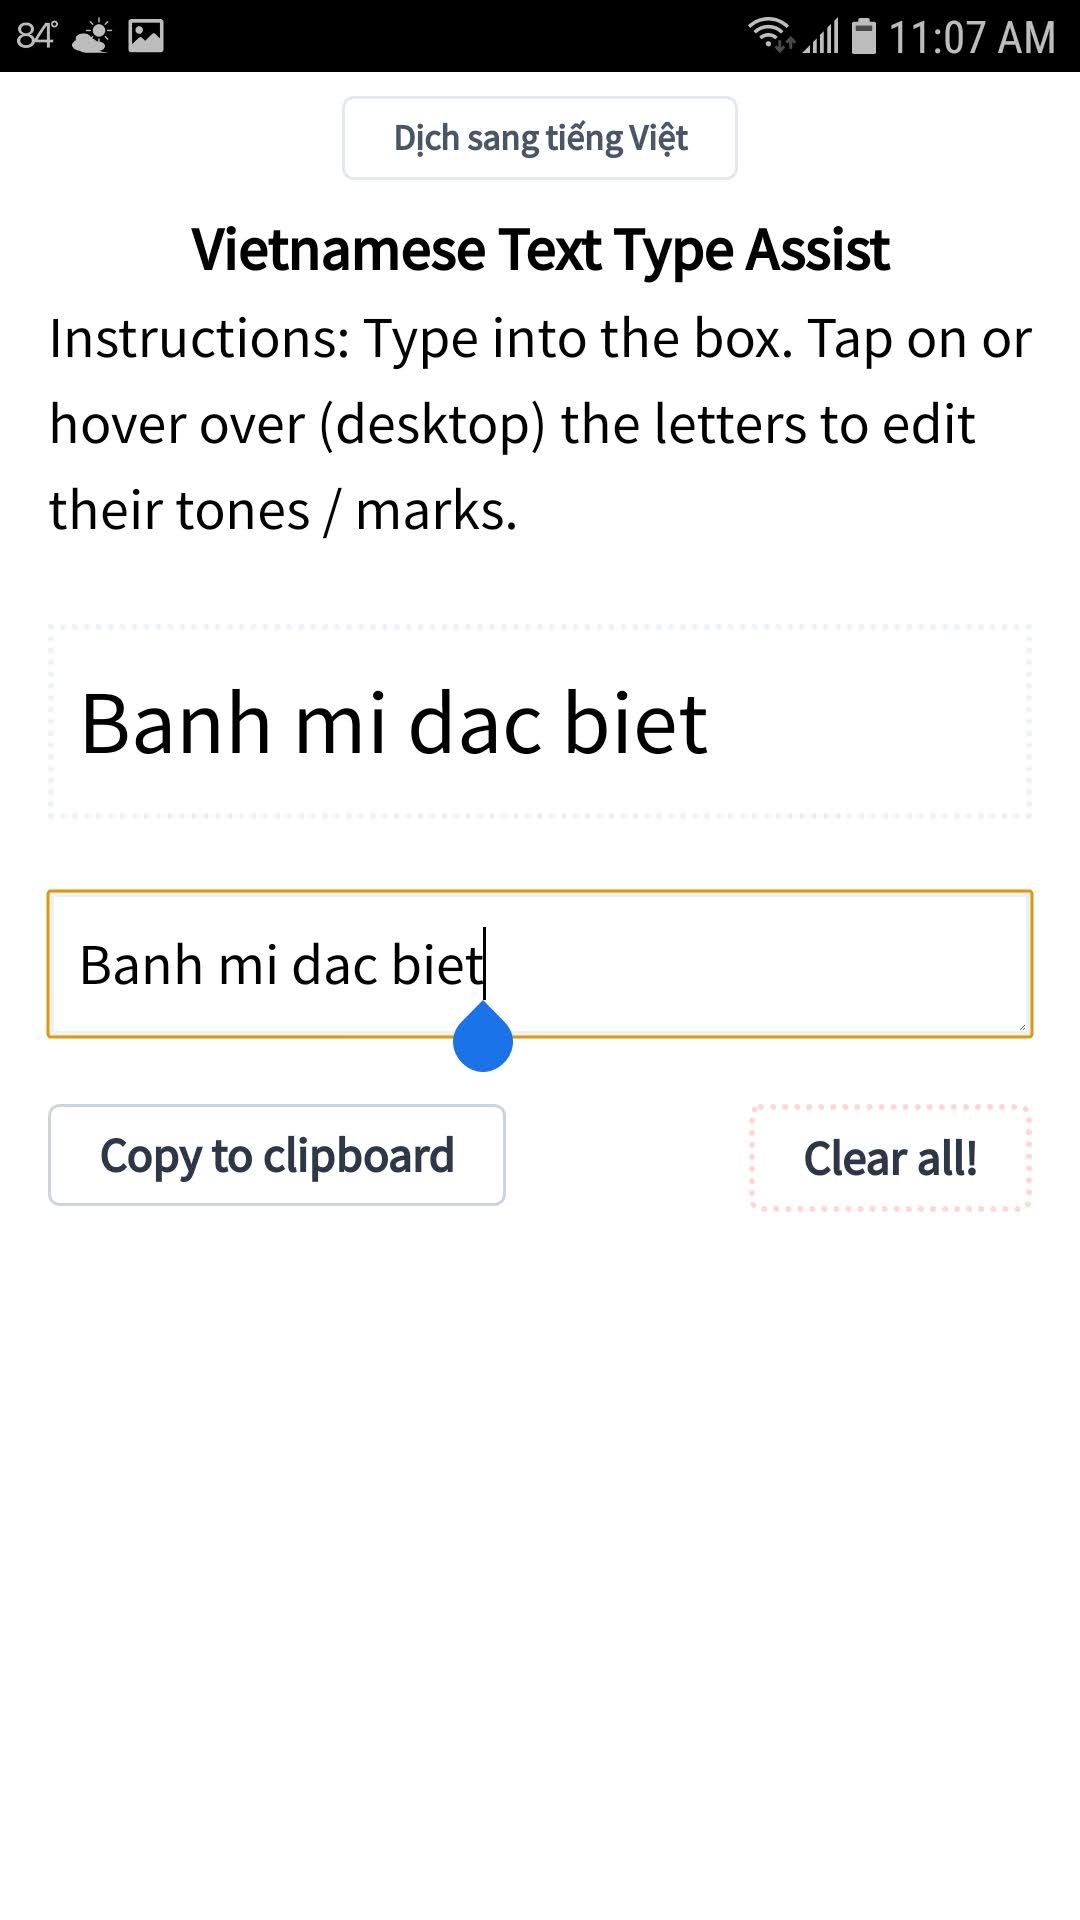 84° 11:07 AM
Dịch sang tiếng Việt
Vietnamese Text Type Assist
Instructions: Type into the box. Tap on or
hover over (desktop) the letters to edit
their tones / marks.
Banh mi dac biet
Banh mi dac biet
Copy to clipboard Clear all!